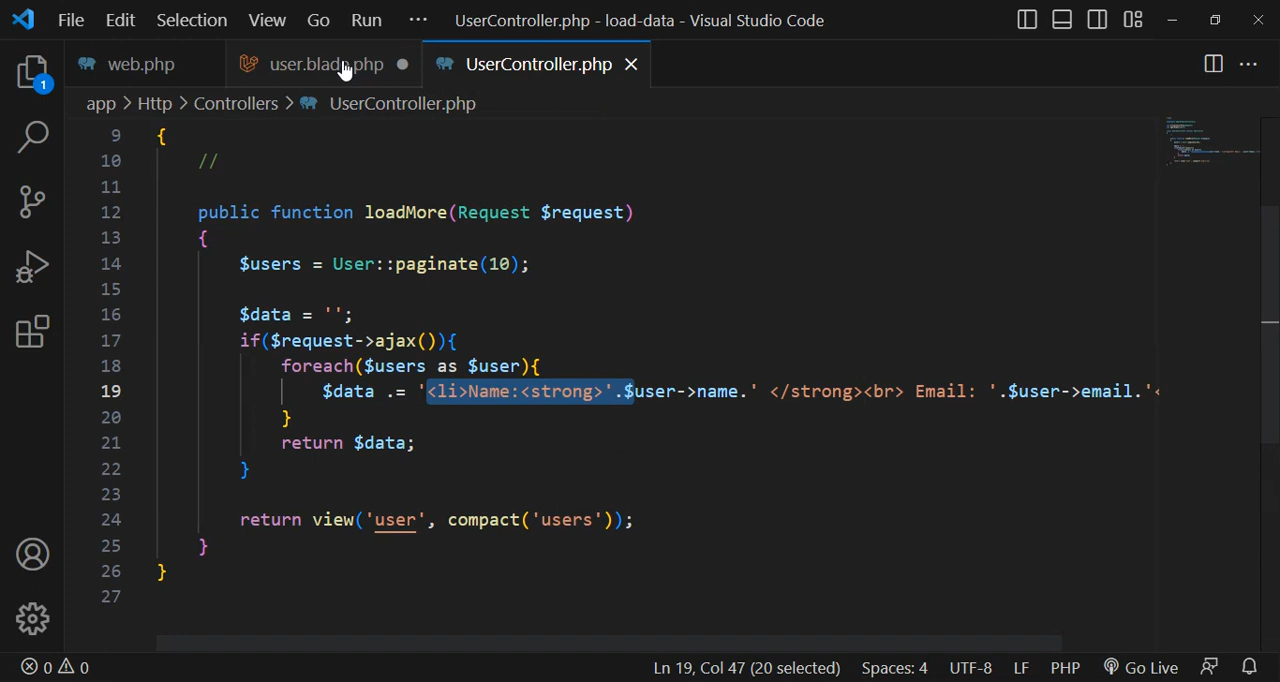 File Edit Selection View Go Run ··· UserController.php - load-data - Visual Studio Code
web.php user.blade.php UserController.php
1
app > Http > Controllers > UserController.php
9 {
10 //
11
12 public function loadMore(Request $request)
13 {
14 $users = User::paginate(10);
15
16 $data = '';
17 if($request->ajax()){
18 foreach($users as $user){
19 $data .= '<li>Name:<strong>'.$user->name.' </strong><br> Email: '.$user->email.'<
20 }
21 return $data;
22 }
23
24 return view('user', compact('users'));
25 }
26 }
27
0 0 Ln 19, Col 47 (20 selected) Spaces: 4 UTF-8 LF PHP Go Live